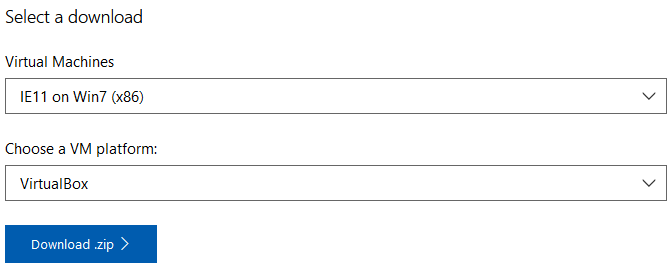 Select a download
Virtual Machines
IE11 on Win7 (x86)
Choose a VM platform:
VirtualBox
Download .zip